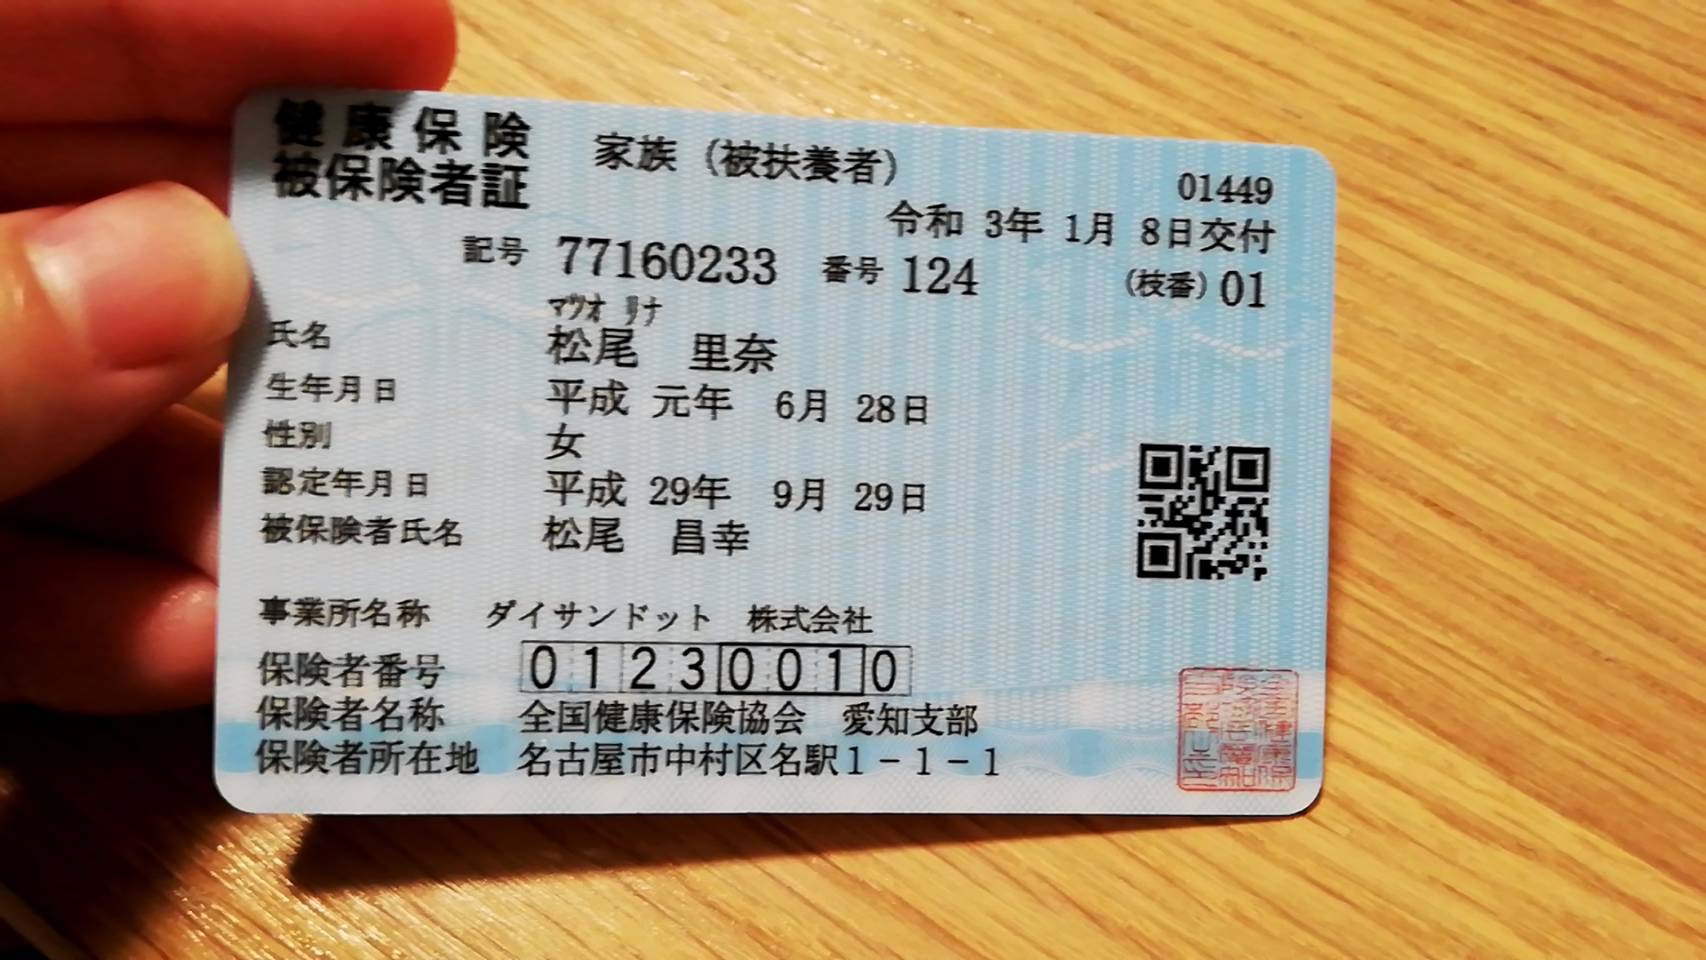 健康保険 家族（被扶養者）
被保険者証
01449
令和 3年 1月 8日交付
記号 77160233 番号 124 （枝番）01
マツオ リナ
氏名 松尾 里奈
生年月日 平成 元年 6月 28日
性別 女
認定年月日 平成 29年 9月 29日
被保険者氏名 松尾 昌幸
事業所名称 ダイサンドット 株式会社
保険者番号 01230010
保険者名称 全国健康保険協会 愛知支部
保険者所在地 名古屋市中村区名駅1－1－1